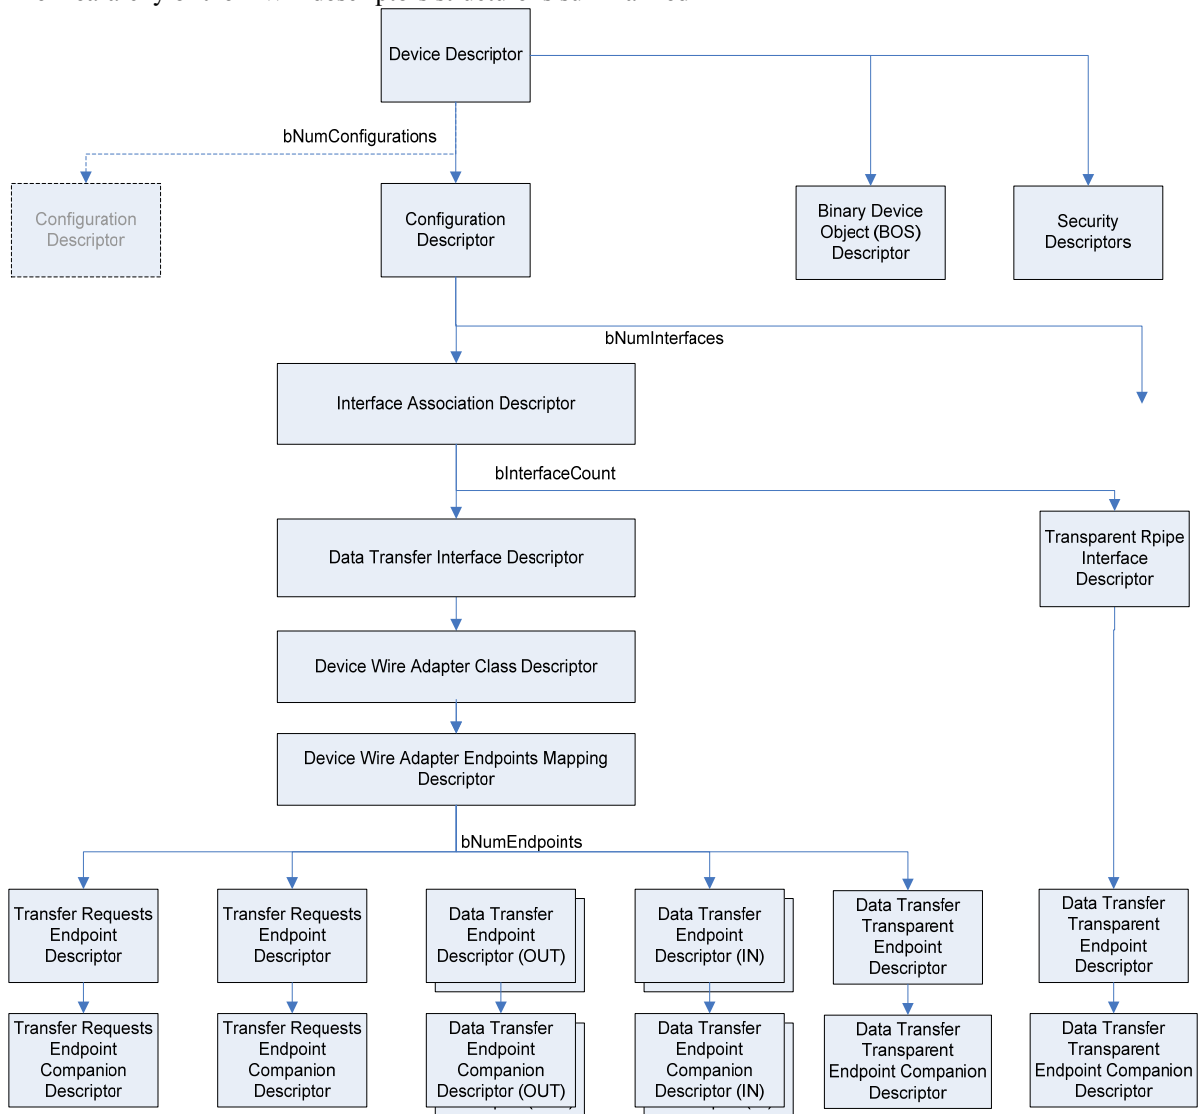 Device Descriptor
bNumConfigurations
Configuration
Descriptor
Configuration
Descriptor
Binary Device
Object (BOS)
Descriptor
Security
Descriptors
bNumInterfaces
Interface Association Descriptor
bInterfaceCount
Data Transfer Interface Descriptor
Transparent Rpipe
Interface
Descriptor
Device Wire Adapter Class Descriptor
Device Wire Adapter Endpoints Mapping
Descriptor
bNumEndpoints
Transfer Requests
Endpoint
Descriptor
Transfer Requests
Endpoint
Descriptor
Data Transfer
Endpoint
Descriptor (OUT)
Data Transfer
Endpoint
Descriptor (IN)
Data Transfer
Transparent
Endpoint
Descriptor
Data Transfer
Transparent
Endpoint
Descriptor
Transfer Requests
Endpoint
Companion
Descriptor
Transfer Requests
Endpoint
Companion
Descriptor
Data Transfer
Endpoint
Companion
Descriptor (OUT)
Data Transfer
Endpoint
Companion
Descriptor (IN)
Data Transfer
Transparent
Endpoint Companion
Descriptor
Data Transfer
Transparent
Endpoint Companion
Descriptor